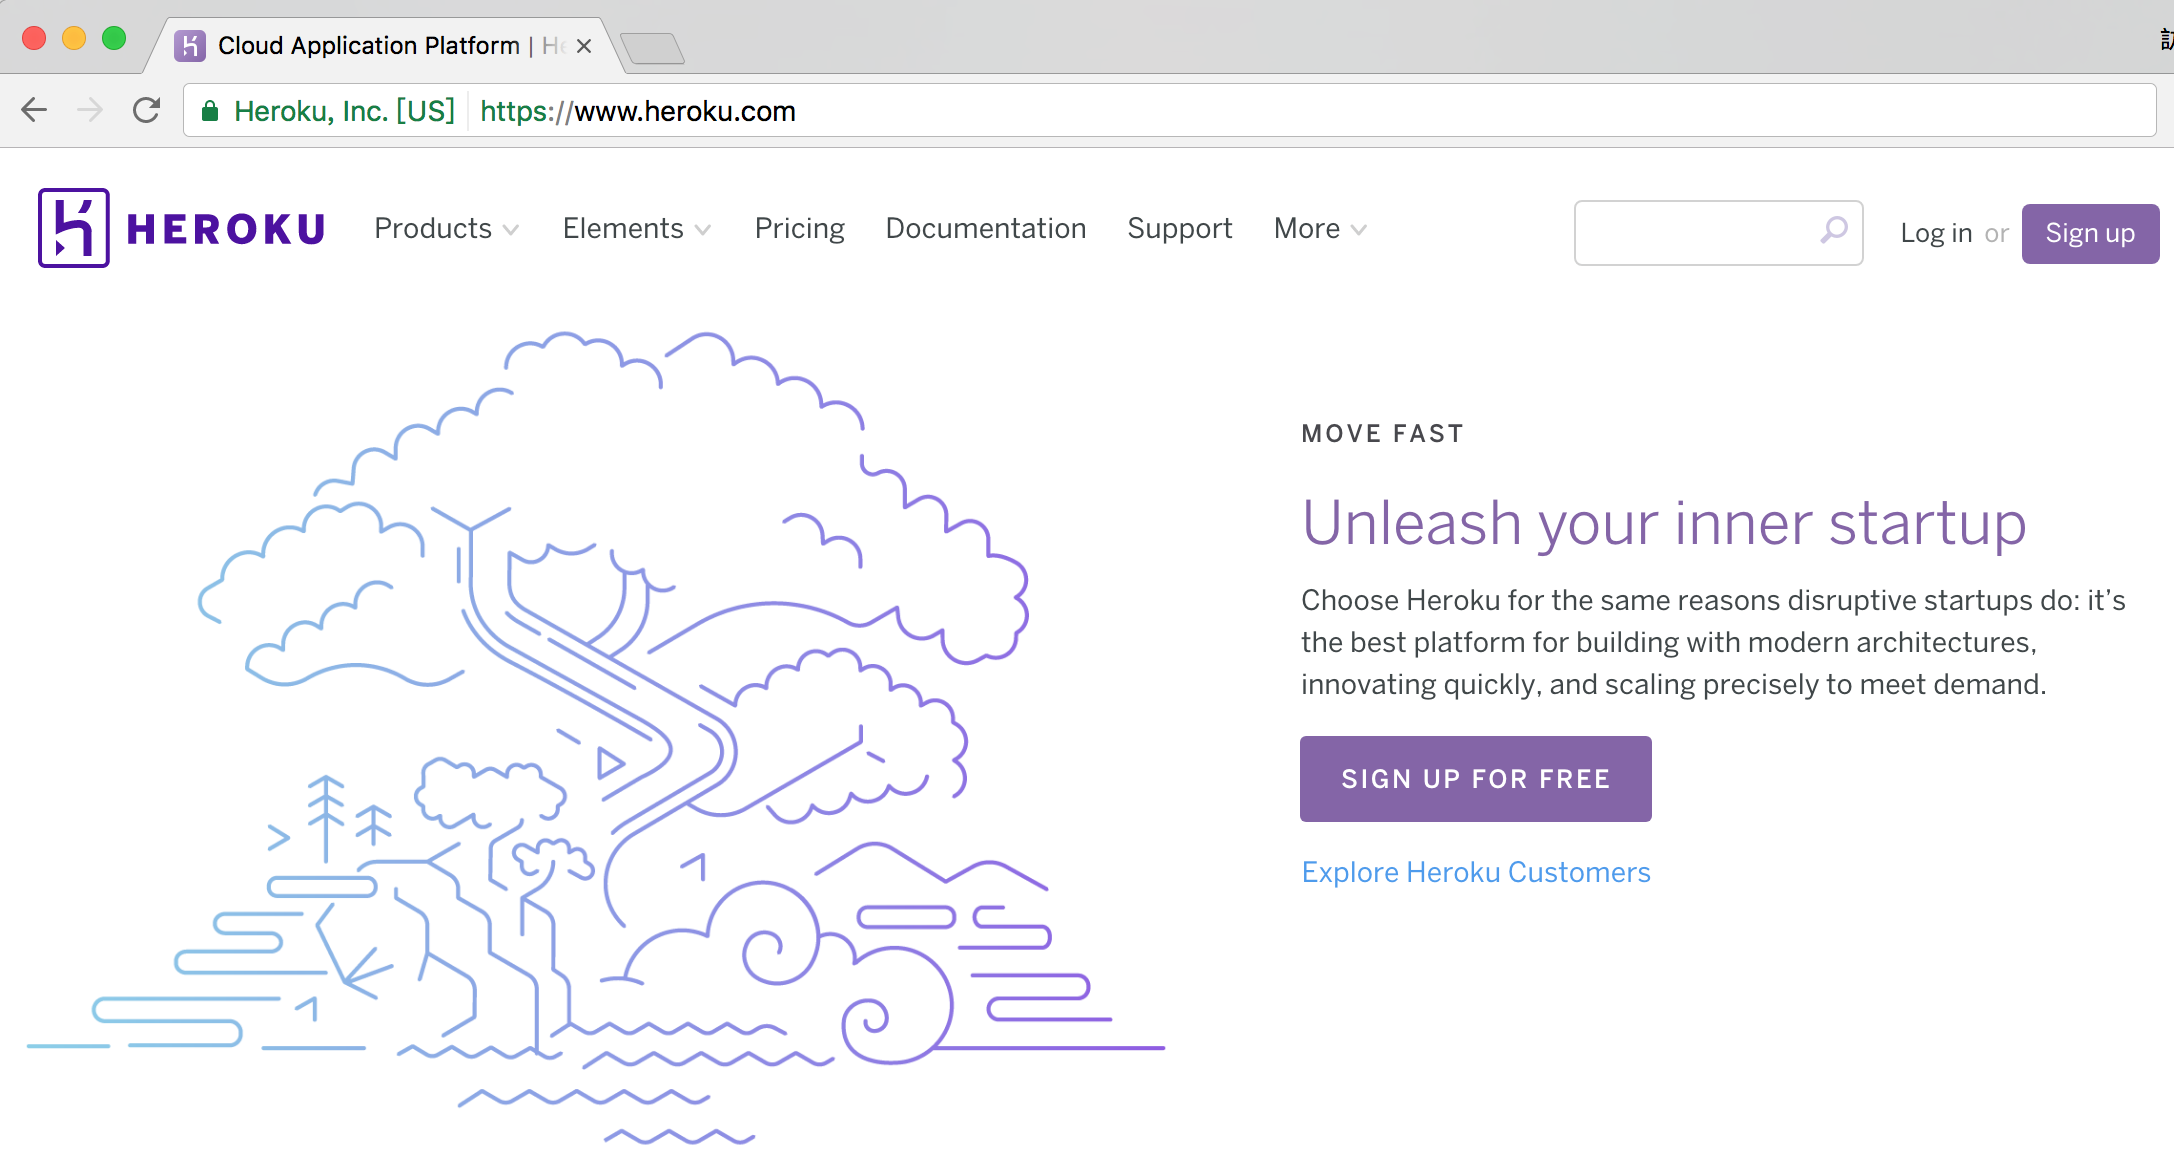 Cloud Application Platform | He
Heroku, Inc. [US] https://www.heroku.com
HEROKU Products Elements Pricing Documentation Support More Log in or Sign up
MOVE FAST
Unleash your inner startup
Choose Heroku for the same reasons disruptive startups do: it’s
the best platform for building with modern architectures,
innovating quickly, and scaling precisely to meet demand.
SIGN UP FOR FREE
Explore Heroku Customers